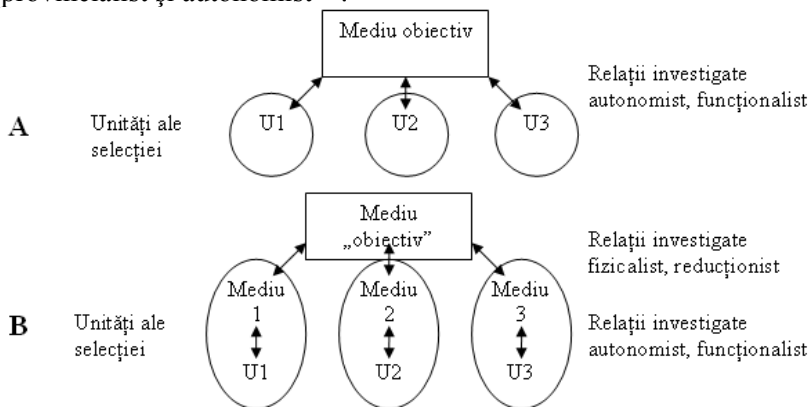 provincialist și autonomist
Mediu obiectiv
Relații investigate
autonomist, funcționalist
A
Unități ale
selecției
U1
U2
U3
Mediu
„obiectiv”
Relații investigate
fizicalist, reducționist
B
Unități ale
selecției
Mediu
1
U1
Mediu
2
U2
Mediu
3
U3
Relații investigate
autonomist, funcționalist